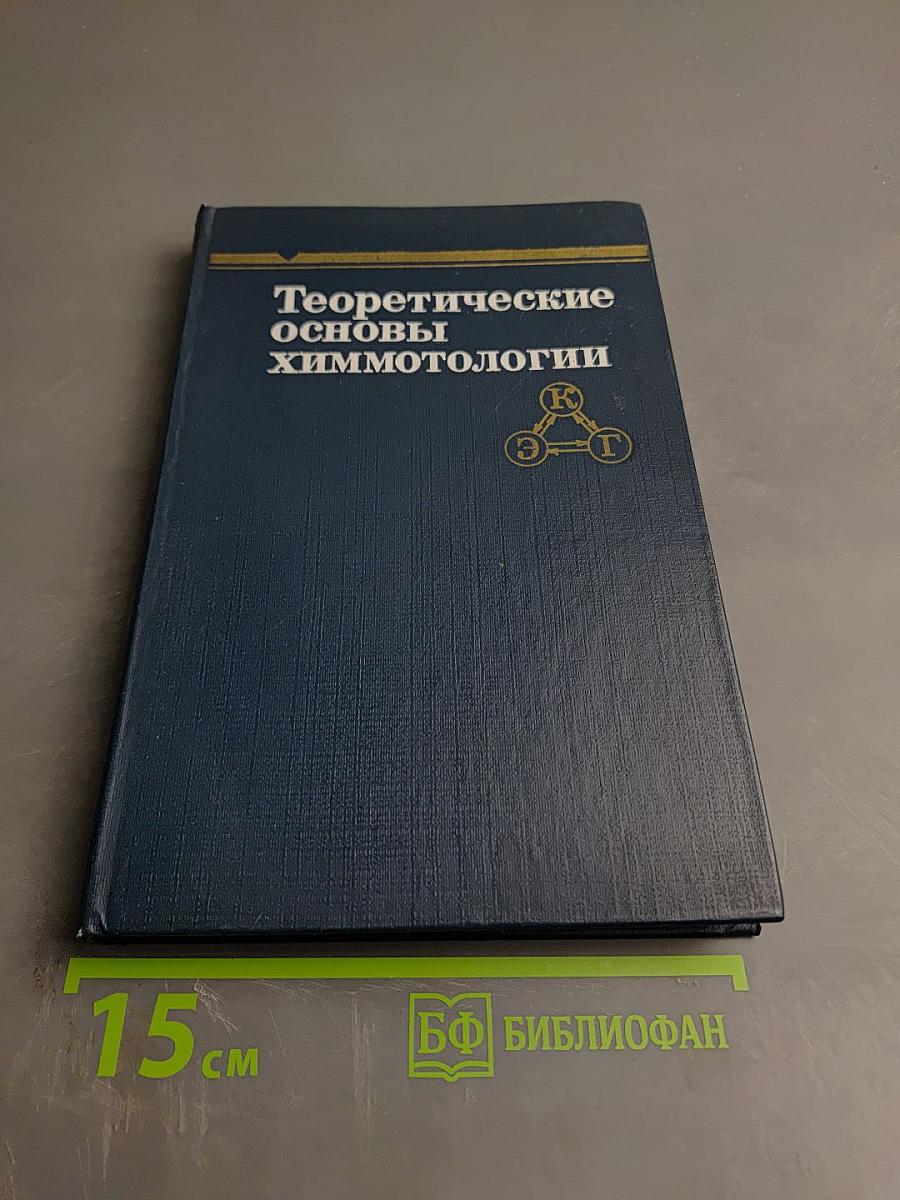 Теоретические
основы
химмотологии
К
Э Г
15 см
БФ БИБЛИОФАН